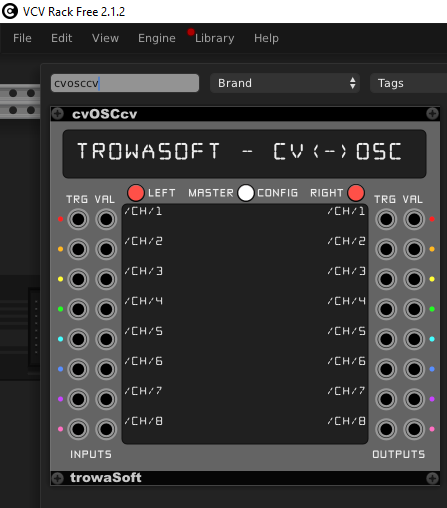 VCV Rack Free 2.1.2
File Edit View Engine Library Help
cvosccv Brand Tags
cvOSCcv
TROWASOFT - CV<->OSC
TRG VAL LEFT MASTER CONFIG RIGHT TRG VAL
/CH/1 /CH/1
/CH/2 /CH/2
/CH/3 /CH/3
/CH/4 /CH/4
/CH/5 /CH/5
/CH/6 /CH/6
/CH/7 /CH/7
/CH/8 /CH/8
INPUTS OUTPUTS
trowaSoft